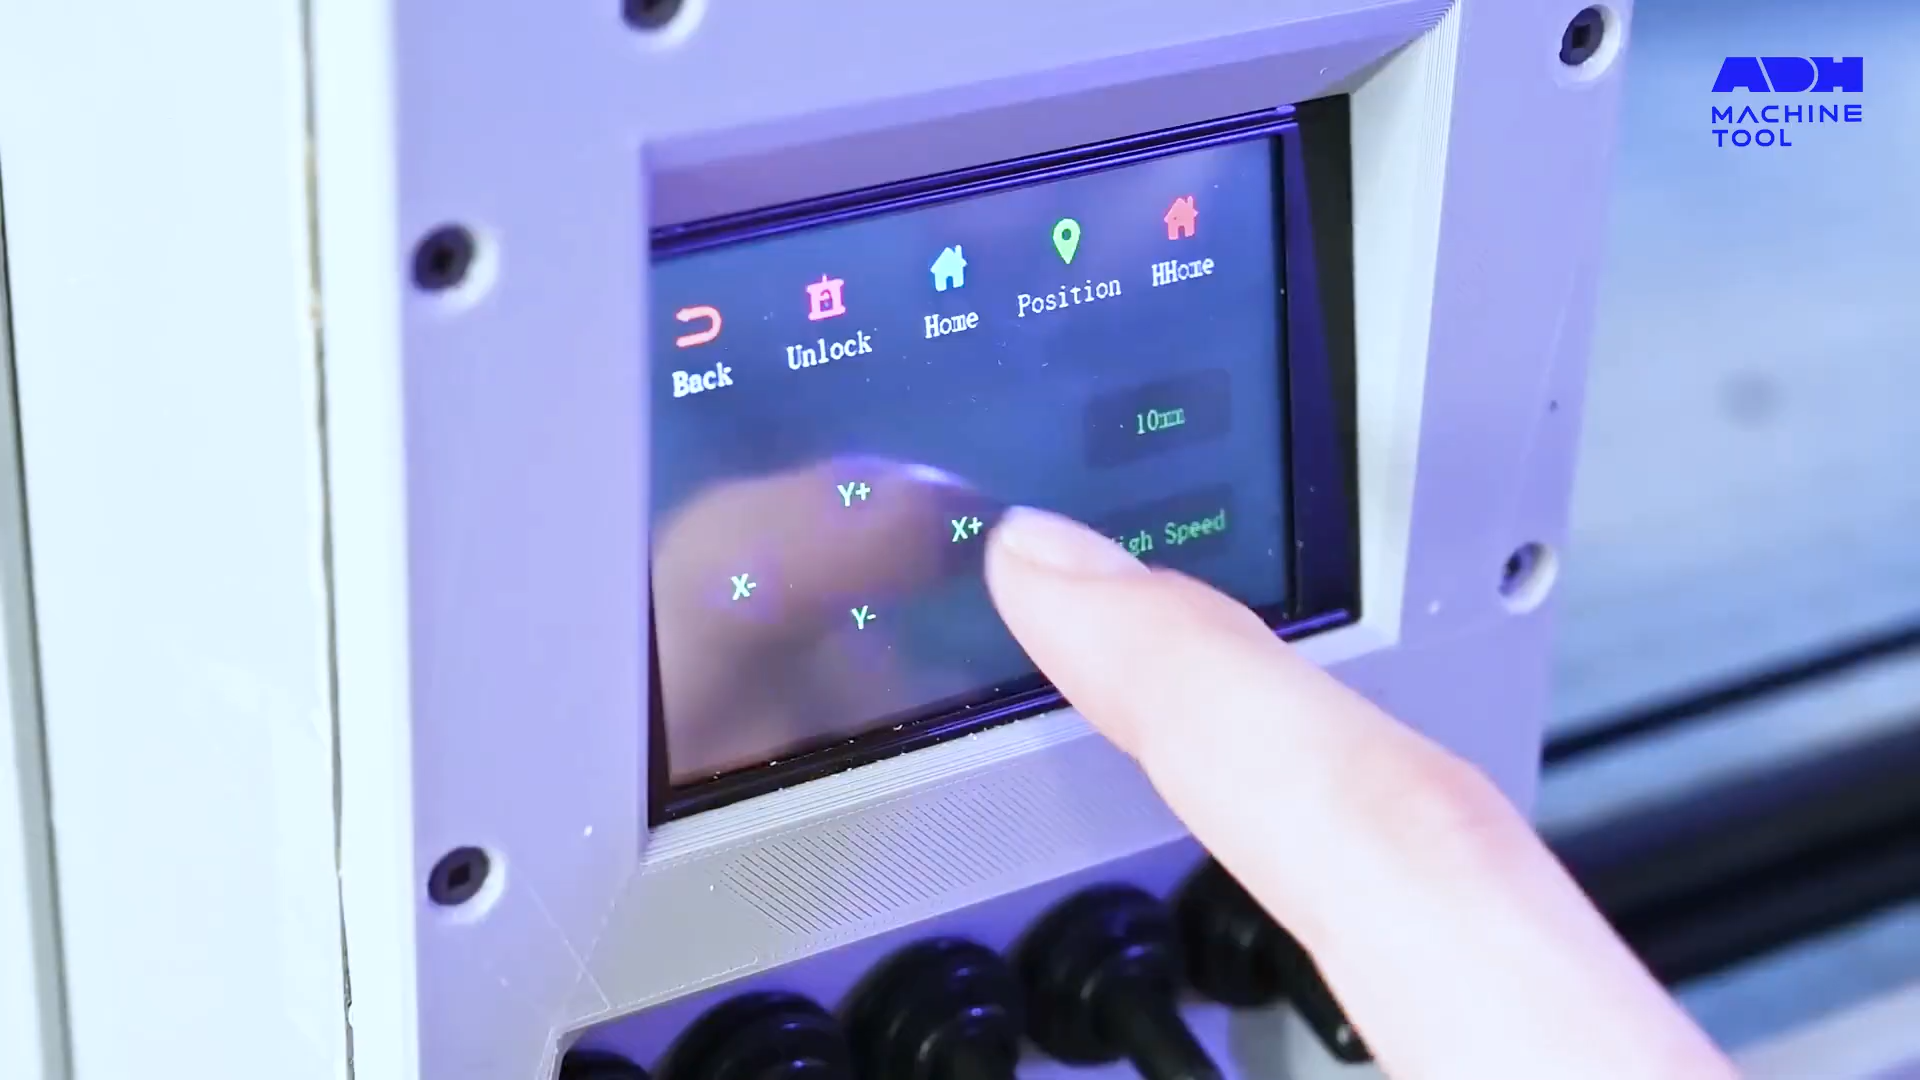 ADH
MACHINE
TOOL
Back
Unlock
Home
Position
HHome
10mm
Y+
X+
Speed
X-
Y-